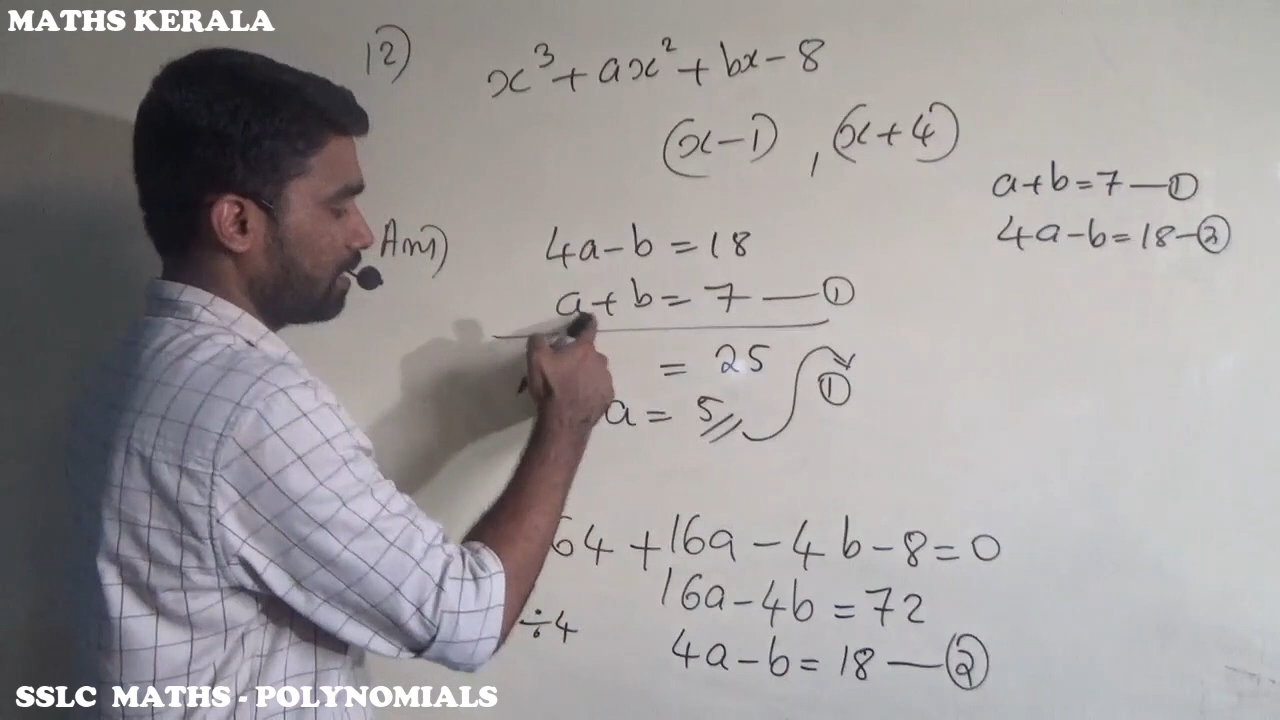 MATHS KERALA
12) x³ + ax² + bx - 8
(x-1) , (x+4)
a+b=7 — ①
4a-b=18 — ②
Ans) 4a-b = 18
a+b = 7 — ①
= 25
a = 5 ①
64 + 16a - 4b - 8 = 0
16a - 4b = 72
÷4 4a - b = 18 — ②
SSLC MATHS - POLYNOMIALS